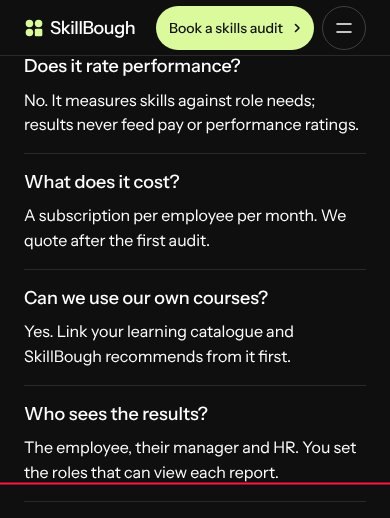 SkillBough
Book a skills audit
Does it rate performance?
No. It measures skills against role needs;
results never feed pay or performance ratings.
What does it cost?
A subscription per employee per month. We
quote after the first audit.
Can we use our own courses?
Yes. Link your learning catalogue and
SkillBough recommends from it first.
Who sees the results?
The employee, their manager and HR. You set
the roles that can view each report.